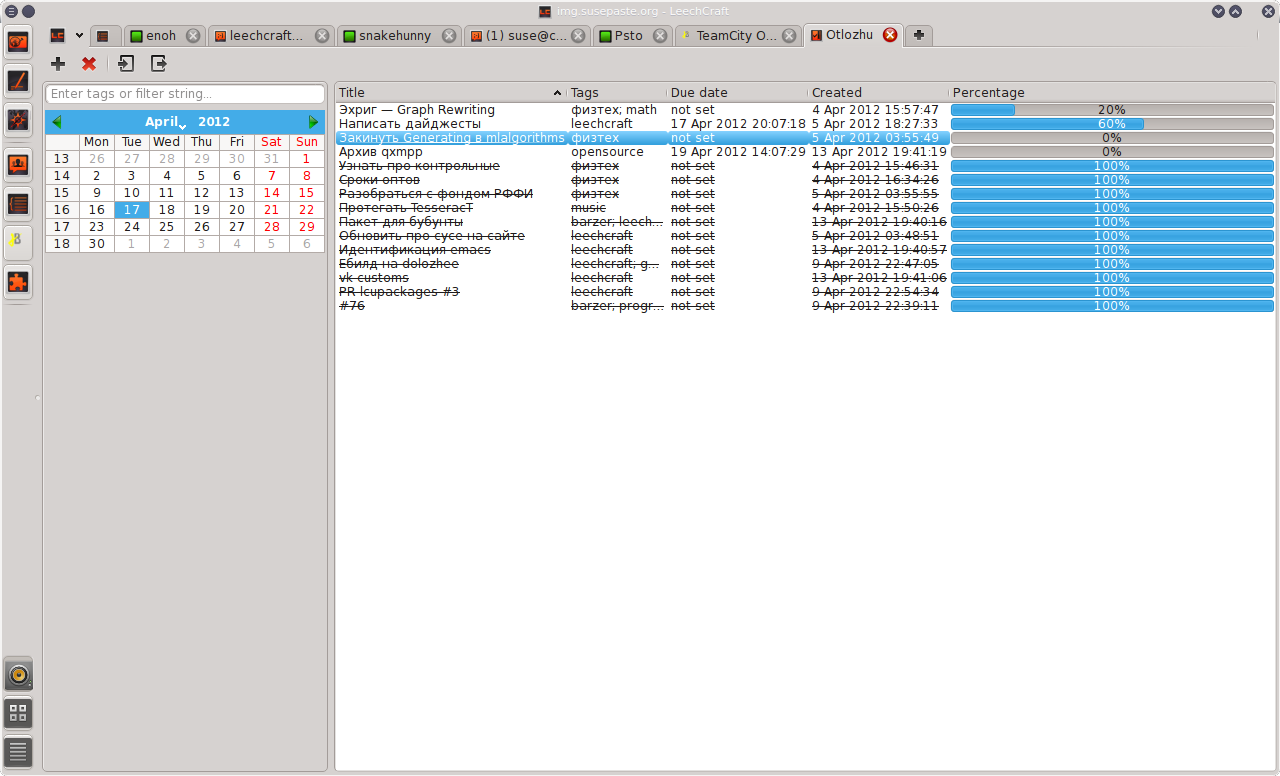 img.susepaste.org - LeechCraft
enoh leechcraft... snakehunny (1) suse@c... Psto TeamCity O... Otlozhu
Enter tags or filter string...
April 2012
Mon Tue Wed Thu Fri Sat Sun
13 26 27 28 29 30 31 1
14 2 3 4 5 6 7 8
15 9 10 11 12 13 14 15
16 16 17 18 19 20 21 22
17 23 24 25 26 27 28 29
18 30 1 2 3 4 5 6
Title Tags Due date Created Percentage
Эхриг — Graph Rewriting физтех; math not set 4 Apr 2012 15:57:47 20%
Написать дайджесты leechcraft 17 Apr 2012 20:07:18 5 Apr 2012 18:27:33 60%
Закинуть Generating в mlalgorithms физтех not set 5 Apr 2012 03:55:49 0%
Архив qxmpp opensource 19 Apr 2012 14:07:29 13 Apr 2012 19:41:19 0%
Узнать про контрольные физтех not set 4 Apr 2012 15:46:31 100%
Сроки оптов физтех not set 4 Apr 2012 16:34:26 100%
Разобраться с фондом РФФИ физтех not set 5 Apr 2012 03:55:55 100%
Протегать TesseracT music not set 4 Apr 2012 15:50:26 100%
Пакет для бубунты barzer; leech... not set 13 Apr 2012 19:40:16 100%
Обновить про сусе на сайте leechcraft not set 5 Apr 2012 03:48:51 100%
Идентификация emacs leechcraft not set 13 Apr 2012 19:40:57 100%
Ебилд на dolozhee leechcraft; g... not set 9 Apr 2012 22:47:05 100%
vk customs leechcraft not set 13 Apr 2012 19:41:06 100%
PR lcupackages #3 leechcraft not set 9 Apr 2012 22:54:34 100%
#76 barzer; progr... not set 9 Apr 2012 22:39:11 100%